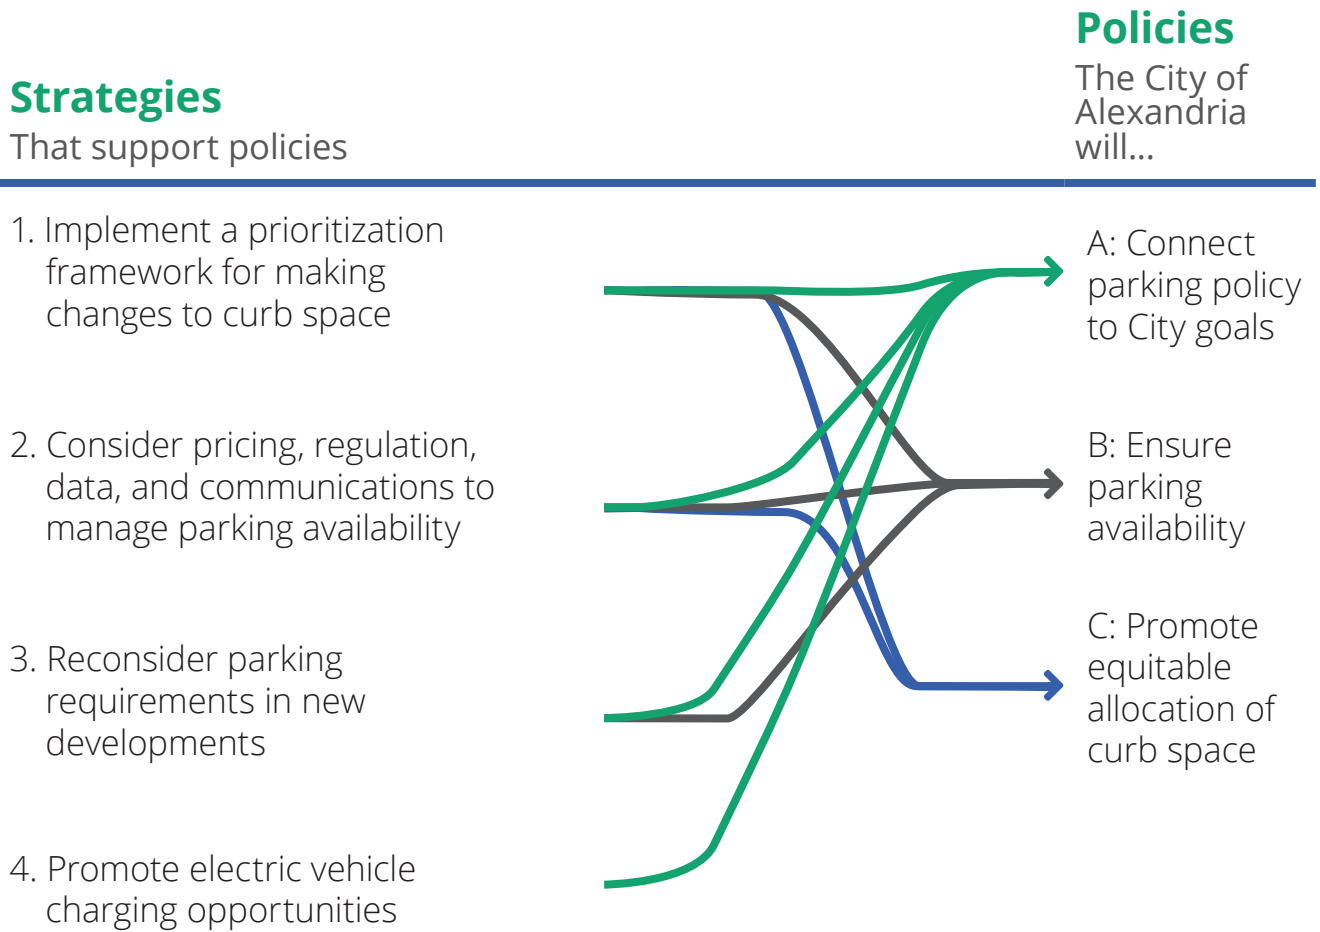 Strategies
That support policies
Policies
The City of
Alexandria
will...
1. Implement a prioritization
framework for making
changes to curb space
2. Consider pricing, regulation,
data, and communications to
manage parking availability
3. Reconsider parking
requirements in new
developments
4. Promote electric vehicle
charging opportunities
A: Connect
parking policy
to City goals
B: Ensure
parking
availability
C: Promote
equitable
allocation of
curb space